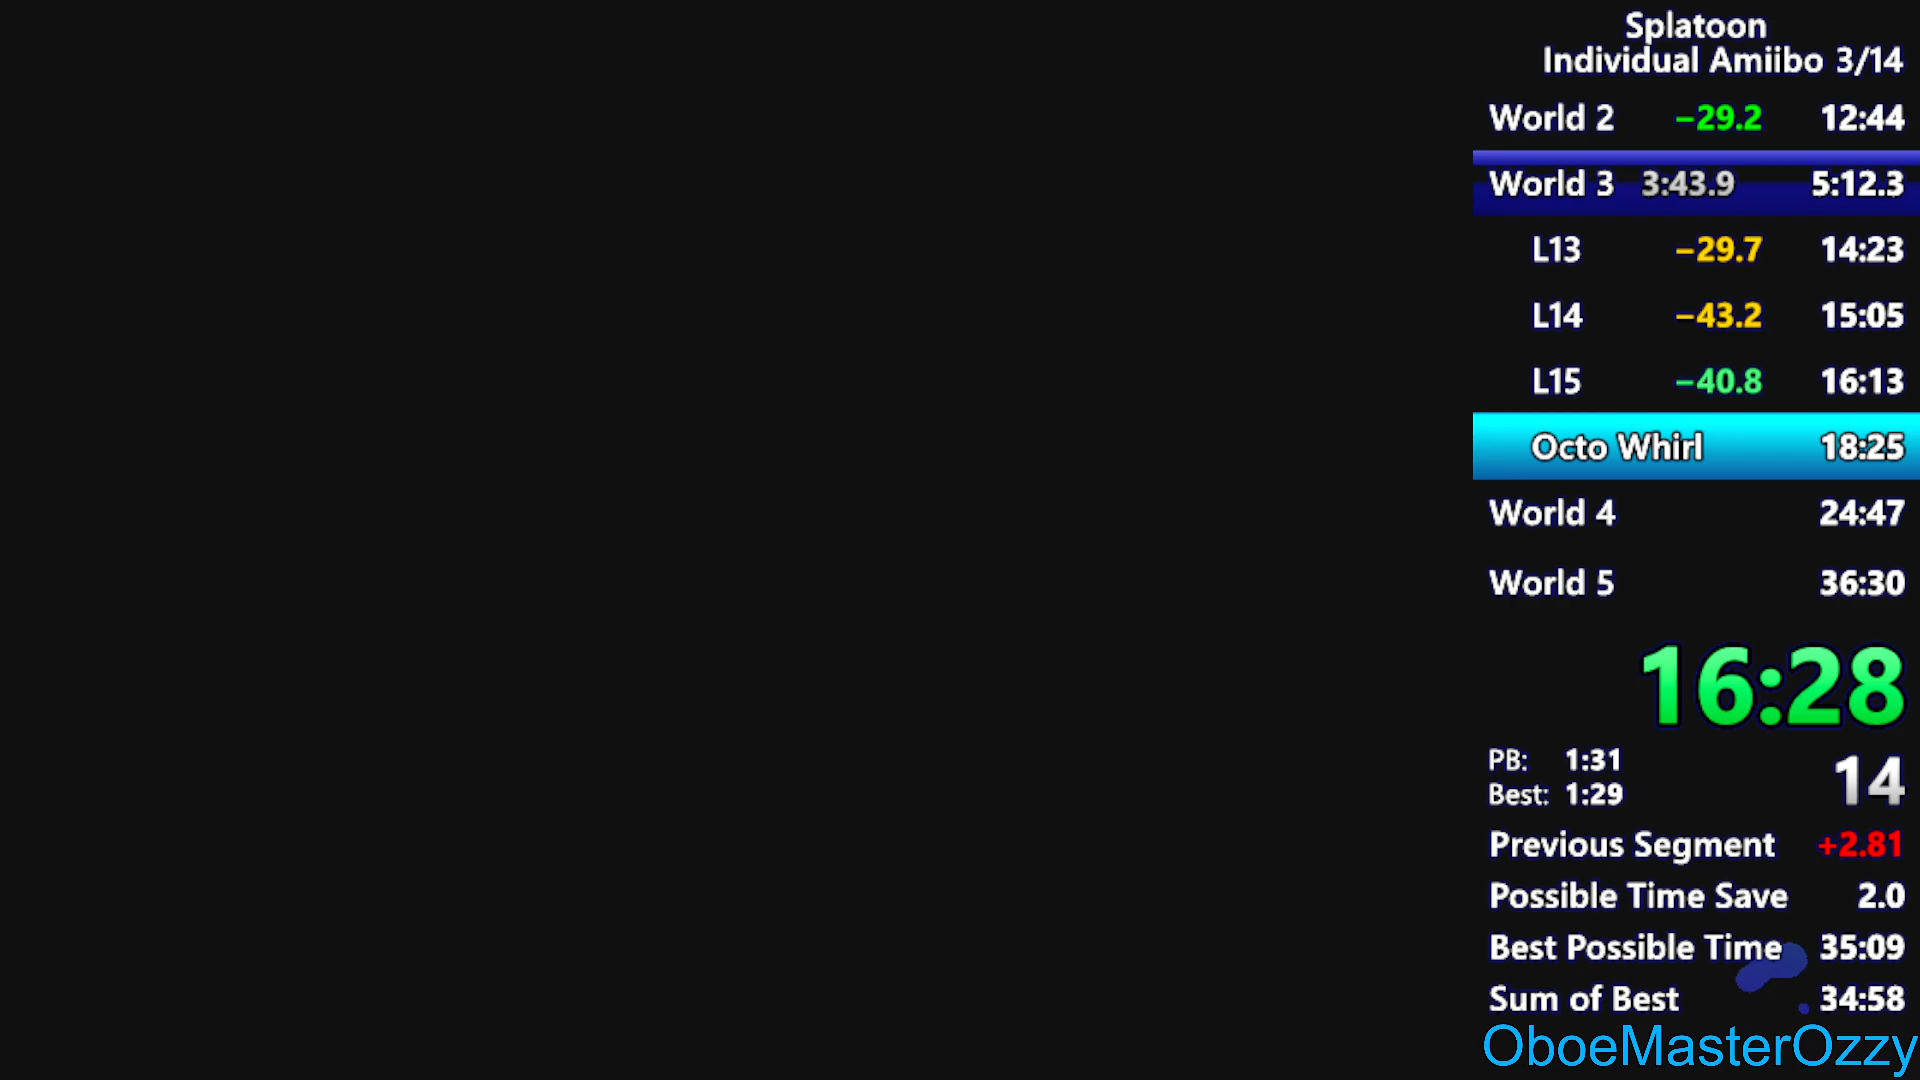 Splatoon
Individual Amiibo 3/14
World 2 −29.2 12:44
World 3 3:43.9 5:12.3
L13 −29.7 14:23
L14 −43.2 15:05
L15 −40.8 16:13
Octo Whirl 18:25
World 4 24:47
World 5 36:30
16:28
PB: 1:31
Best: 1:29
14
Previous Segment +2.81
Possible Time Save 2.0
Best Possible Time 35:09
Sum of Best 34:58
OboeMasterOzzy